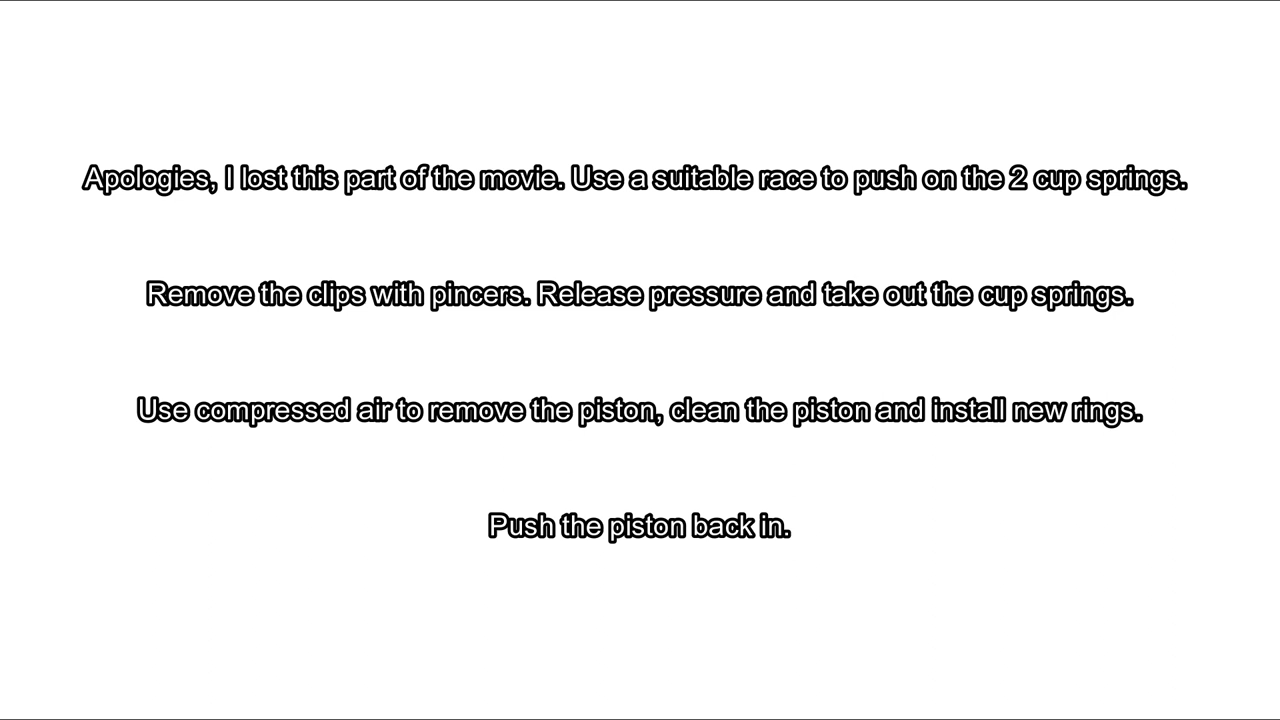 Apologies, I lost this part of the movie. Use a suitable race to push on the 2 cup springs.
Remove the clips with pincers. Release pressure and take out the cup springs.
Use compressed air to remove the piston, clean the piston and install new rings.
Push the piston back in.